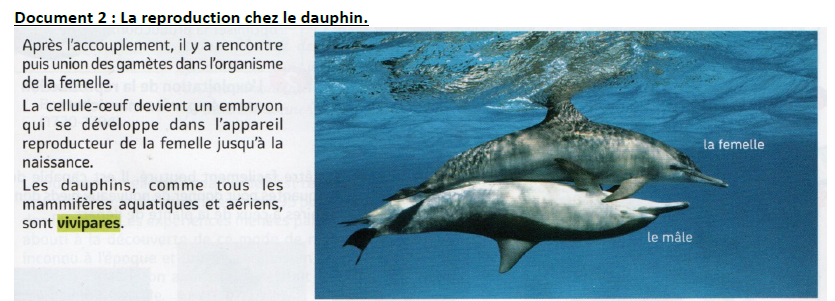 Document 2 : La reproduction chez le dauphin.
Après l'accouplement, il y a rencontre
puis union des gamètes dans l'organisme
de la femelle.
La cellule-œuf devient un embryon
qui se développe dans l'appareil
reproducteur de la femelle jusqu'à la
naissance.
Les dauphins, comme tous les
mammifères aquatiques et aériens,
sont vivipares.
la femelle
le mâle